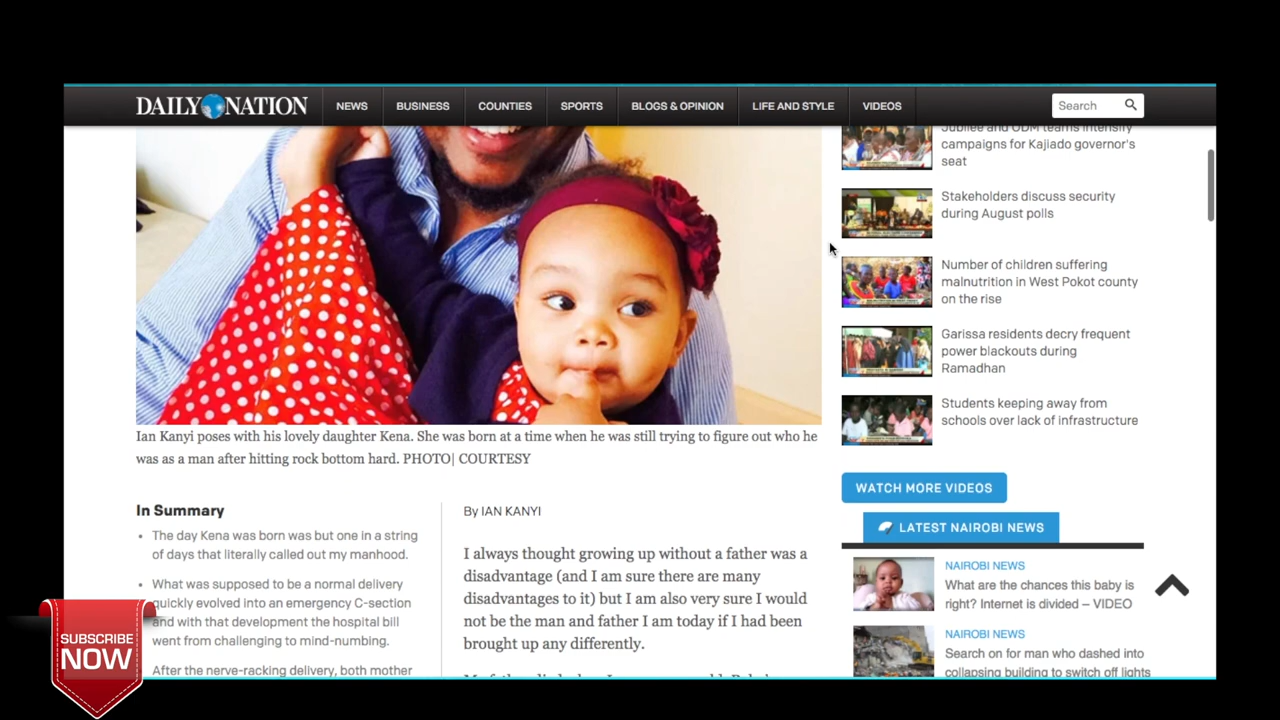 DAILY NATION
NEWS
BUSINESS
COUNTIES
SPORTS
BLOGS & OPINION
LIFE AND STYLE
VIDEOS
Search
Ian Kanyi poses with his lovely daughter Kena. She was born at a time when he was still trying to figure out who he
was as a man after hitting rock bottom hard. PHOTO| COURTESY
In Summary
• The day Kena was born was but one in a string
of days that literally called out my manhood.
• What was supposed to be a normal delivery
quickly evolved into an emergency C-section
and with that development the hospital bill
went from challenging to mind-numbing.
After the nerve-racking delivery, both mother
By IAN KANYI
I always thought growing up without a father was a
disadvantage (and I am sure there are many
disadvantages to it) but I am also very sure I would
not be the man and father I am today if I had been
brought up any differently.
Jubilee and ODM teams intensify
campaigns for Kajiado governor's
seat
Stakeholders discuss security
during August polls
Number of children suffering
malnutrition in West Pokot county
on the rise
Garissa residents decry frequent
power blackouts during
Ramadhan
Students keeping away from
schools over lack of infrastructure
WATCH MORE VIDEOS
LATEST NAIROBI NEWS
NAIROBI NEWS
What are the chances this baby is
right? Internet is divided – VIDEO
NAIROBI NEWS
Search on for man who dashed into
collapsing building to switch off lights
SUBSCRIBE
NOW